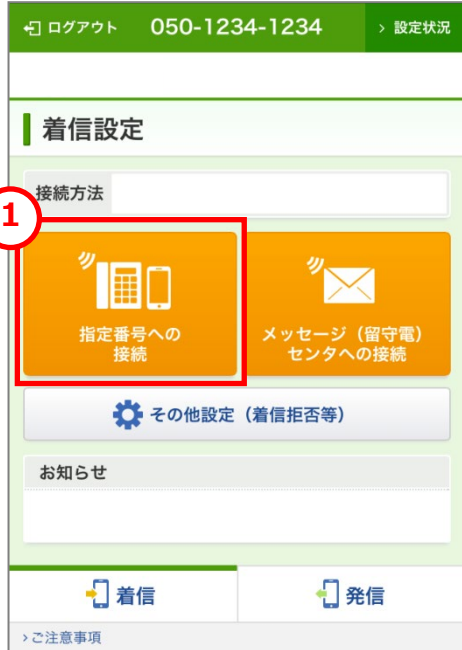 ログアウト 050-1234-1234 > 設定状況
着信設定
接続方法
1
指定番号への
接続
メッセージ（留守電）
センタへの接続
その他設定（着信拒否等）
お知らせ
着信 発信
>ご注意事項